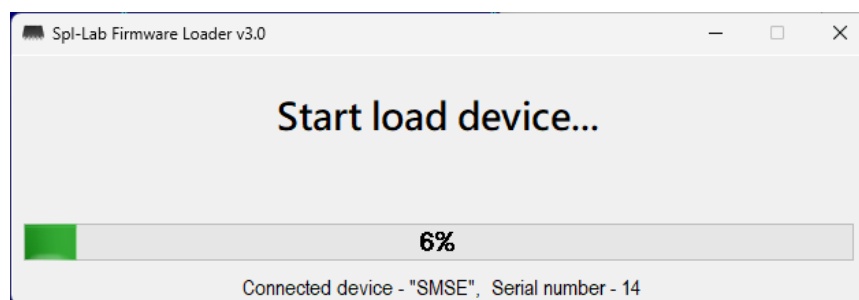 Spl-Lab Firmware Loader v3.0
Start load device...
6%
Connected device - "SMSE",  Serial number - 14